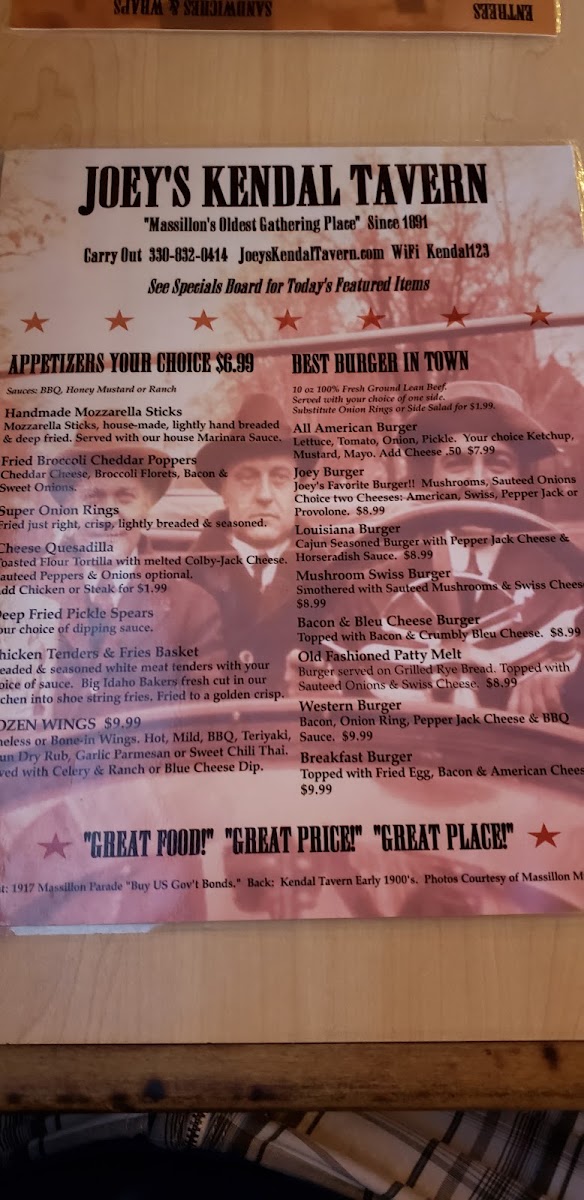 SANDWICHES & WRAPS
ENTREES
JOEY'S KENDAL TAVERN
"Massillon's Oldest Gathering Place" Since 1891
Carry Out 330-832-0414 JoeysKendalTavern.com WiFi Kendal123
See Specials Board for Today's Featured Items
APPETIZERS YOUR CHOICE $6.99
Sauces: BBQ, Honey Mustard or Ranch
Handmade Mozzarella Sticks
Mozzarella Sticks, house-made, lightly hand breaded
& deep fried. Served with our house Marinara Sauce.
Fried Broccoli Cheddar Poppers
Cheddar Cheese, Broccoli Florets, Bacon &
Sweet Onions.
Super Onion Rings
Fried just right, crisp, lightly breaded & seasoned.
Cheese Quesadilla
Toasted Flour Tortilla with melted Colby-Jack Cheese.
auteed Peppers & Onions optional.
dd Chicken or Steak for $1.99
eep Fried Pickle Spears
our choice of dipping sauce.
hicken Tenders & Fries Basket
eaded & seasoned white meat tenders with your
oice of sauce. Big Idaho Bakers fresh cut in our
tchen into shoe string fries. Fried to a golden crisp.
OZEN WINGS $9.99
neless or Bone-in Wings. Hot, Mild, BBQ, Teriyaki,
un Dry Rub, Garlic Parmesan or Sweet Chili Thai.
ved with Celery & Ranch or Blue Cheese Dip.
BEST BURGER IN TOWN
10 oz 100% Fresh Ground Lean Beef.
Served with your choice of one side.
Substitute Onion Rings or Side Salad for $1.99.
All American Burger
Lettuce, Tomato, Onion, Pickle. Your choice Ketchup,
Mustard, Mayo. Add Cheese .50 $7.99
Joey Burger
Joey's Favorite Burger!! Mushrooms, Sauteed Onions
Choice two Cheeses: American, Swiss, Pepper Jack or
Provolone. $8.99
Louisiana Burger
Cajun Seasoned Burger with Pepper Jack Cheese &
Horseradish Sauce. $8.99
Mushroom Swiss Burger
Smothered with Sauteed Mushrooms & Swiss Chees
$8.99
Bacon & Bleu Cheese Burger
Topped with Bacon & Crumbly Bleu Cheese. $8.99
Old Fashioned Patty Melt
Burger served on Grilled Rye Bread. Topped with
Sauteed Onions & Swiss Cheese. $8.99
Western Burger
Bacon, Onion Ring, Pepper Jack Cheese & BBQ
Sauce. $9.99
Breakfast Burger
Topped with Fried Egg, Bacon & American Chees
$9.99
"GREAT FOOD!" "GREAT PRICE!" "GREAT PLACE!"
t: 1917 Massillon Parade "Buy US Gov't Bonds." Back: Kendal Tavern Early 1900's. Photos Courtesy of Massillon M